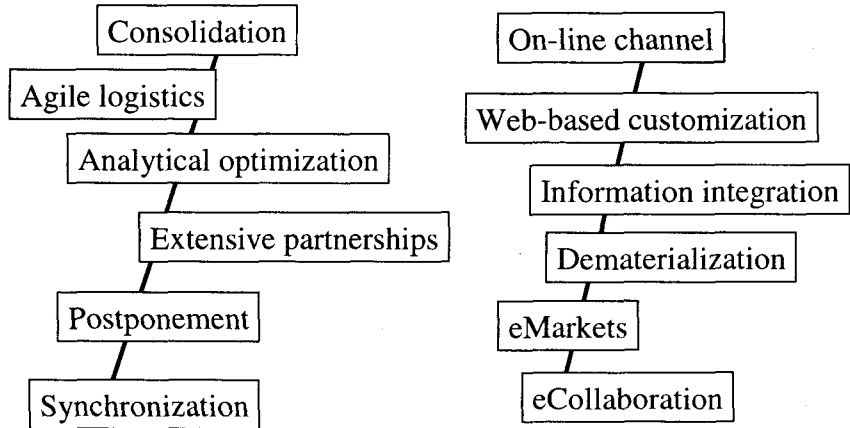 Consolidation
Agile logistics
Analytical optimization
Extensive partnerships
Postponement
Synchronization
On-line channel
Web-based customization
Information integration
Dematerialization
eMarkets
eCollaboration